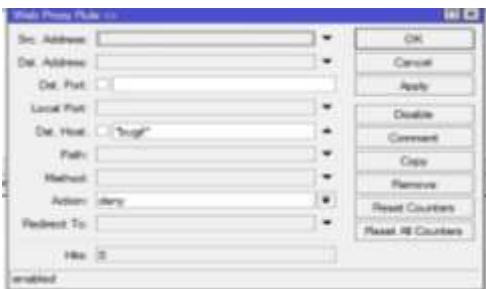 Web Proxy Rule <>
Src. Address:
OK
Dst. Address:
Cancel
Dst. Port:
Apply
Local Port:
Disable
Dst. Host:
Comment
Path:
Copy
Method:
Remove
Action: deny
Reset Counters
Redirect To:
Reset All Counters
Hits: 0
enabled